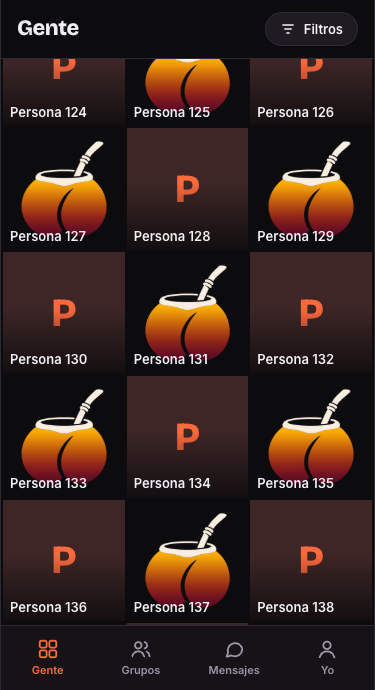 Gente
Filtros
P
P
Persona 124
Persona 125
Persona 126
P
Persona 127
Persona 128
Persona 129
P
P
Persona 130
Persona 131
Persona 132
P
Persona 133
Persona 134
Persona 135
P
P
Persona 136
Persona 137
Persona 138
Gente
Grupos
Mensajes
Yo